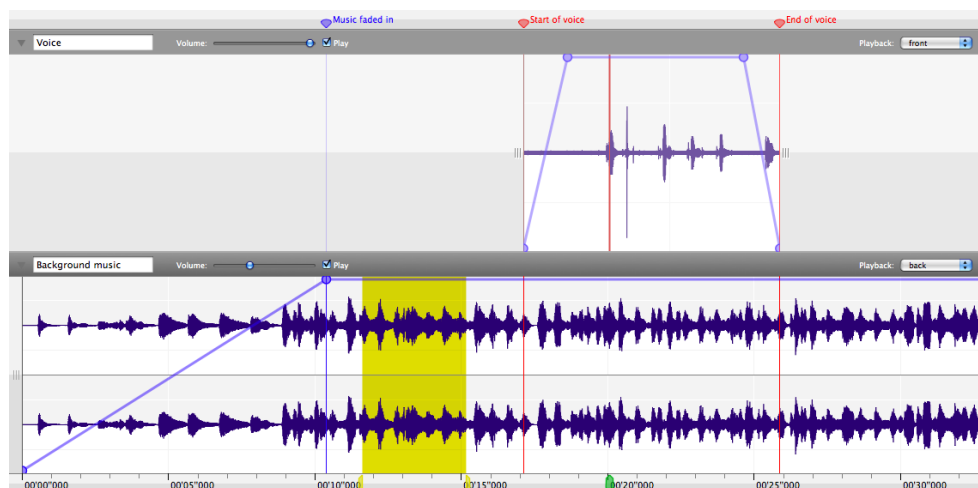 Music faded in Start of voice End of voice
Voice Volume: Play Playback: front
Background music Volume: Play Playback: back
00'00"000 00'05"000 00'10"000 00'15"000 00'20"000 00'25"000 00'30"000